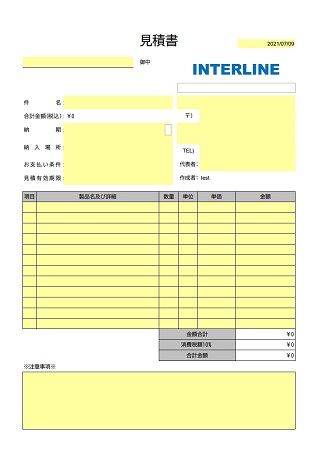 見積書
2021/07/09
御中
INTERLINE
件 名:
合計金額(税込): ¥0
〒)
納 期:
納 入 場 所:
TEL)
お支払い条件:
代表者:
見積有効期限:
作成者: test
項目 製品名及び詳細 数量 単位 単価 金額
金額合計 ¥0
消費税額10% ¥0
合計金額 ¥0
※注意事項※